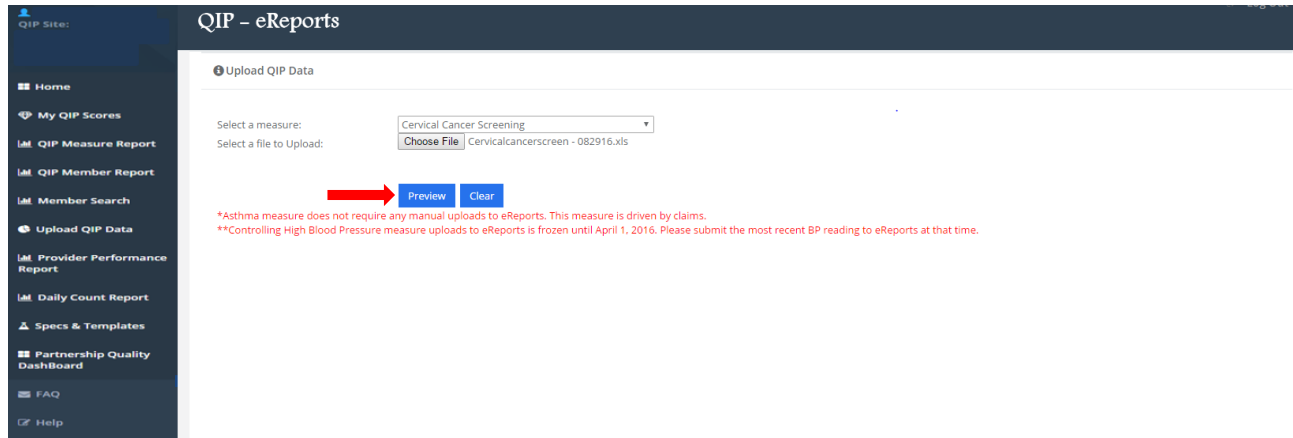 QIP Site:
QIP – eReports
Log Out
Upload QIP Data
Home
My QIP Scores
QIP Measure Report
QIP Member Report
Member Search
Upload QIP Data
Provider Performance
Report
Daily Count Report
Specs & Templates
Partnership Quality
DashBoard
FAQ
Help
Select a measure: Cervical Cancer Screening
Select a file to Upload: Choose File Cervicalcancerscreen - 082916.xls
Preview Clear
*Asthma measure does not require any manual uploads to eReports. This measure is driven by claims.
**Controlling High Blood Pressure measure uploads to eReports is frozen until April 1, 2016. Please submit the most recent BP reading to eReports at that time.